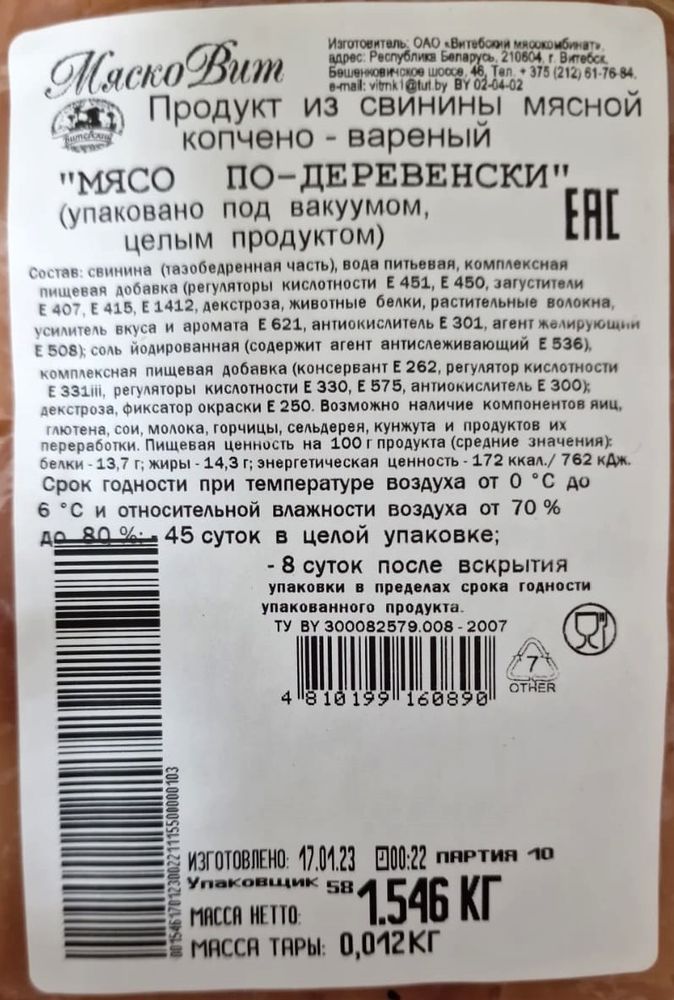 МяскоВит
Изготовитель: ОАО «Витебский мясокомбинат»,
адрес: Республика Беларусь, 210604, г. Витебск,
Бешенковичское шоссе, 46, Тел. + 375 (212) 61-76-84,
e-mail: vitmk1@tut.by BY 02-04-02
Витебский
Продукт из свинины мясной
копчено - вареный
"МЯСО ПО-ДЕРЕВЕНСКИ"
(упаковано под вакуумом,
целым продуктом)
EAC
Состав: свинина (тазобедренная часть), вода питьевая, комплексная
пищевая добавка (регуляторы кислотности Е 451, Е 450, загустители
Е 407, Е 415, Е 1412, декстроза, животные белки, растительные волокна,
усилитель вкуса и аромата Е 621, антиокислитель Е 301, агент желирующий
Е 508); соль йодированная (содержит агент антислеживающий Е 536),
комплексная пищевая добавка (консервант Е 262, регулятор кислотности
Е 331iii, регуляторы кислотности Е 330, Е 575, антиокислитель Е 300);
декстроза, фиксатор окраски Е 250. Возможно наличие компонентов яиц,
глютена, сои, молока, горчицы, сельдерея, кунжута и продуктов их
переработки. Пищевая ценность на 100 г продукта (средние значения):
белки - 13,7 г; жиры - 14,3 г; энергетическая ценность - 172 ккал./ 762 кДж.
Срок годности при температуре воздуха от 0 °С до
6 °С и относительной влажности воздуха от 70 %
до 80 %: - 45 суток в целой упаковке;
- 8 суток после вскрытия
упаковки в пределах срока годности
упакованного продукта.
ТУ BY 300082579.008 - 2007
4 810199 160890
7
OTHER
0015461701230002211155500000103
ИЗГОТОВЛЕНО: 17.01.23 00:22 ПАРТИЯ 10
Упаковщик 58
МАССА НЕТТО: 1.546 КГ
МАССА ТАРЫ: 0,012КГ